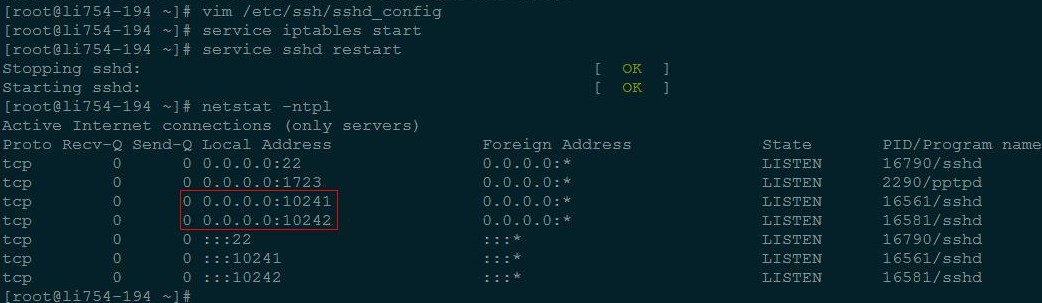 [root@li754-194 ~]# vim /etc/ssh/sshd_config
[root@li754-194 ~]# service iptables start
[root@li754-194 ~]# service sshd restart
Stopping sshd: [ OK ]
Starting sshd: [ OK ]
[root@li754-194 ~]# netstat -ntpl
Active Internet connections (only servers)
Proto Recv-Q Send-Q Local Address Foreign Address State PID/Program name
tcp 0 0 0.0.0.0:22 0.0.0.0:* LISTEN 16790/sshd
tcp 0 0 0.0.0.0:1723 0.0.0.0:* LISTEN 2290/pptpd
tcp 0 0 0.0.0.0:10241 0.0.0.0:* LISTEN 16561/sshd
tcp 0 0 0.0.0.0:10242 0.0.0.0:* LISTEN 16581/sshd
tcp 0 0 :::22 :::* LISTEN 16790/sshd
tcp 0 0 :::10241 :::* LISTEN 16561/sshd
tcp 0 0 :::10242 :::* LISTEN 16581/sshd
[root@li754-194 ~]#